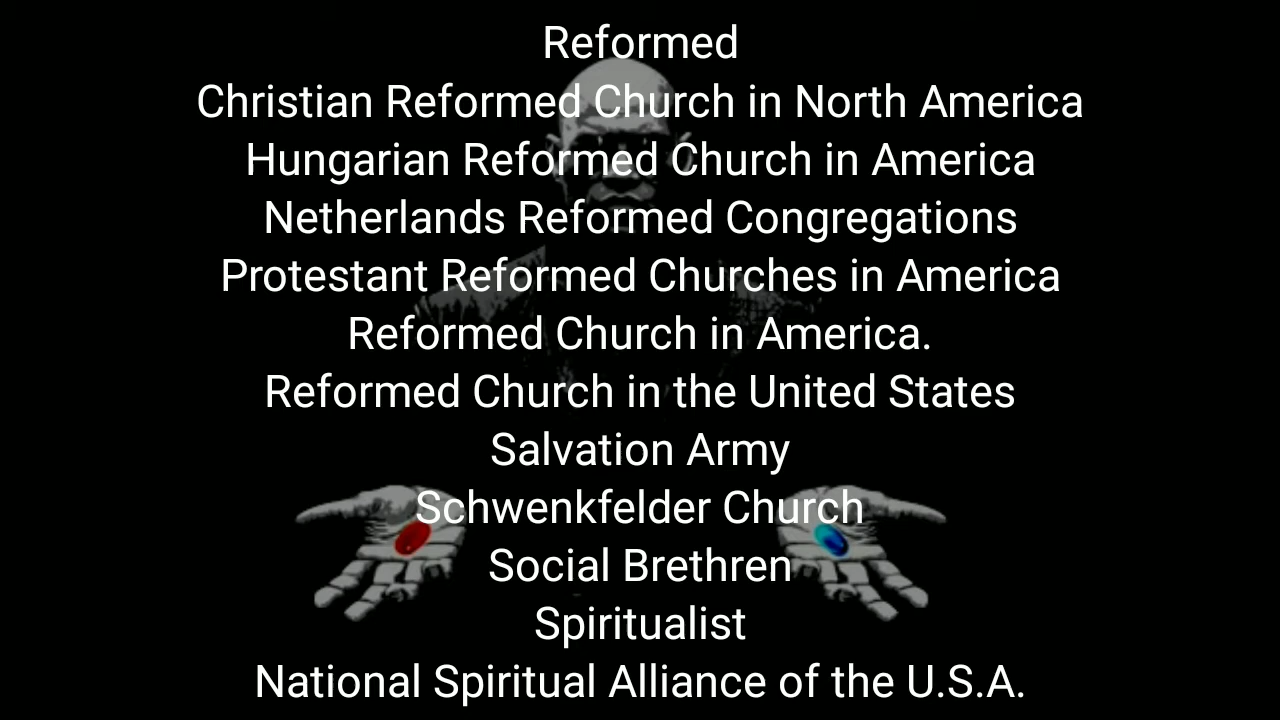 Reformed
Christian Reformed Church in North America
Hungarian Reformed Church in America
Netherlands Reformed Congregations
Protestant Reformed Churches in America
Reformed Church in America.
Reformed Church in the United States
Salvation Army
Schwenkfelder Church
Social Brethren
Spiritualist
National Spiritual Alliance of the U.S.A.